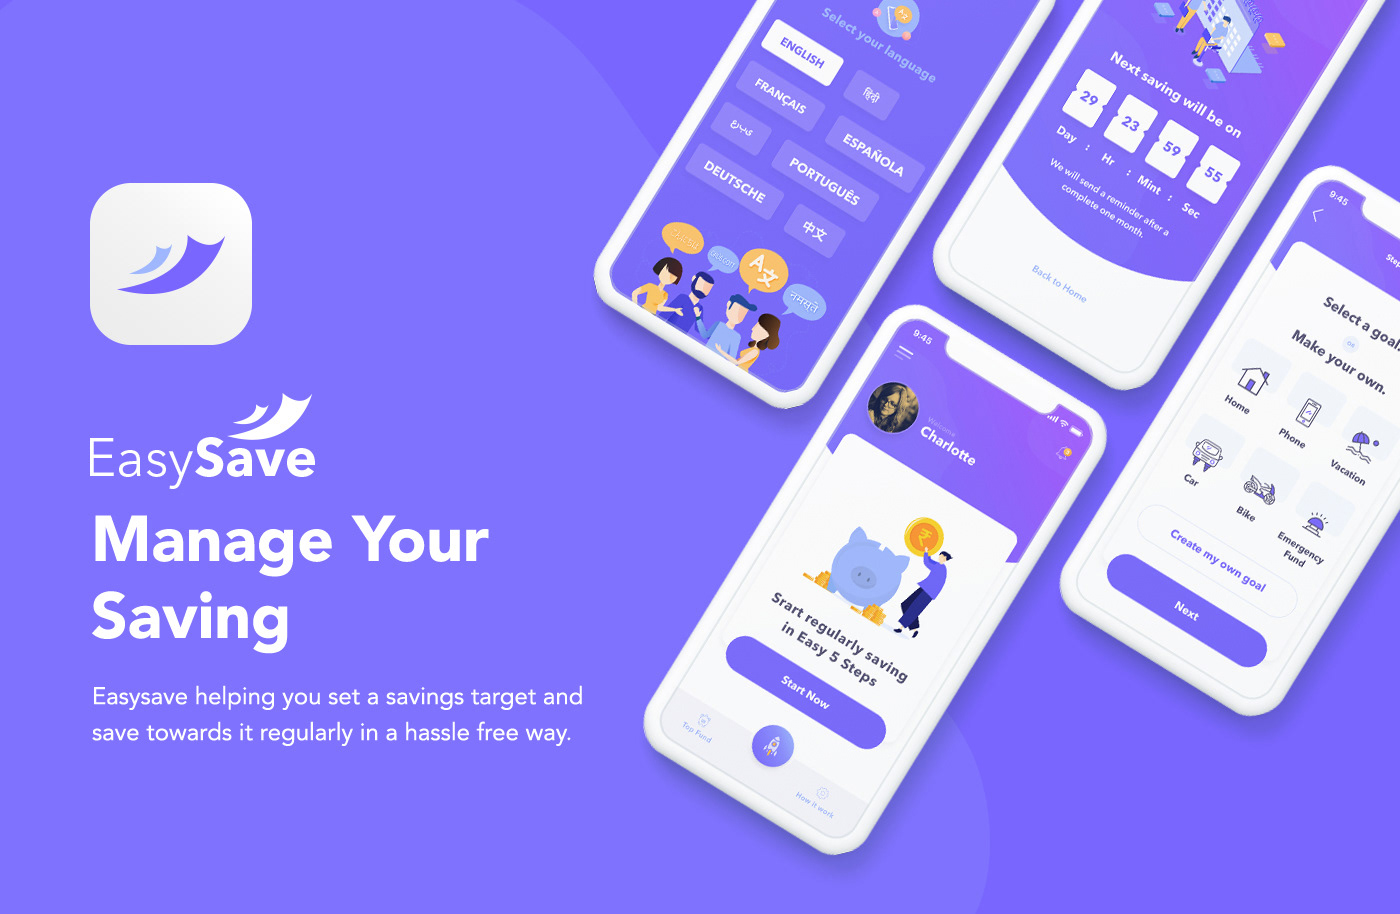 EasySave
Manage Your
Saving
Easysave helping you set a savings target and
save towards it regularly in a hassle free way.
Select your language
ENGLISH
हिंदी
FRANÇAIS
ESPAÑOLA
PORTUGUÊS
DEUTSCHE
中文
A文
नमस्ते
Next saving will be on
29 23 59 55
Day : Hr : Mint : Sec
We will send a reminder after a
complete one month.
Back to Home
9:45
Welcome
Charlotte
₹
Srart regularly saving
in Easy 5 Steps
Start Now
Top Fund
How it work
9:45
Step
Select a goal.
OR
Make your own.
Home
Phone
Vacation
Car
Bike
Emergency
Fund
Create my own goal
Next